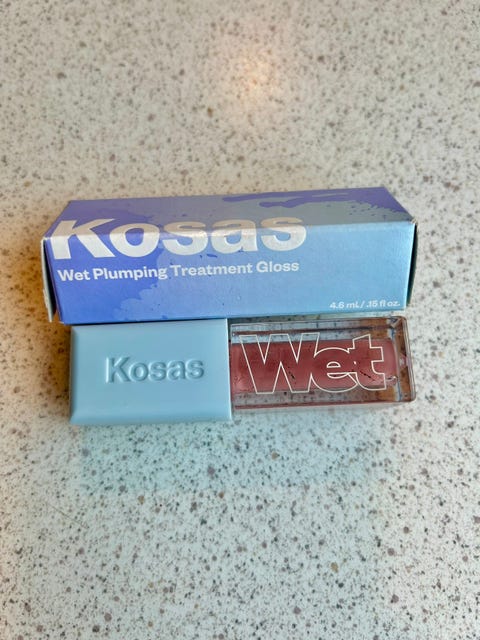 Kosas
Wet Plumping Treatment Gloss
4.6 mL / .15 fl oz.
Kosas
Wet